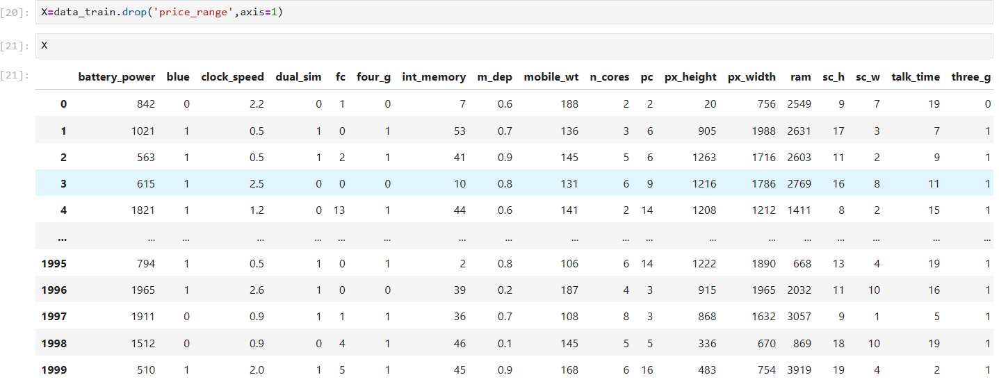 [20]: X=data_train.drop('price_range',axis=1)
[21]: X
[21]: battery_power blue clock_speed dual_sim fc four_g int_memory m_dep mobile_wt n_cores pc px_height px_width ram sc_h sc_w talk_time three_g
0 842 0 2.2 0 1 0 7 0.6 188 2 2 20 756 2549 9 7 19 0
1 1021 1 0.5 1 0 1 53 0.7 136 3 6 905 1988 2631 17 3 7 1
2 563 1 0.5 1 2 1 41 0.9 145 5 6 1263 1716 2603 11 2 9 1
3 615 1 2.5 0 0 0 10 0.8 131 6 9 1216 1786 2769 16 8 11 1
4 1821 1 1.2 0 13 1 44 0.6 141 2 14 1208 1212 1411 8 2 15 1
... ... ... ... ... ... ... ... ... ... ... ... ... ... ... ... ... ... ...
1995 794 1 0.5 1 0 1 2 0.8 106 6 14 1222 1890 668 13 4 19 1
1996 1965 1 2.6 1 0 0 39 0.2 187 4 3 915 1965 2032 11 10 16 1
1997 1911 0 0.9 1 1 1 36 0.7 108 8 3 868 1632 3057 9 1 5 1
1998 1512 0 0.9 0 4 1 46 0.1 145 5 5 336 670 869 18 10 19 1
1999 510 1 2.0 1 5 1 45 0.9 168 6 16 483 754 3919 19 4 2 1